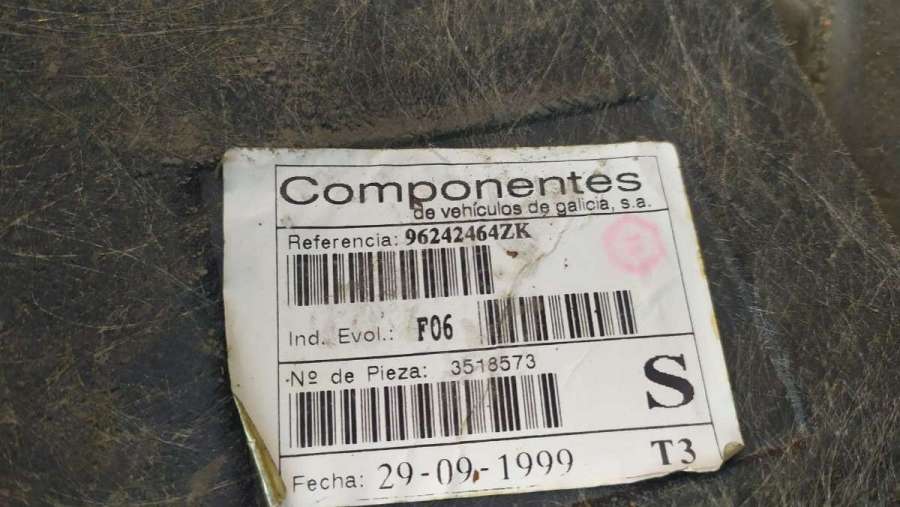 Componentes
de vehículos de galicia, s.a.
Referencia: 96242464ZK
Ind. Evol.: F06
Nº de Pieza: 3518573
S
Fecha: 29-09-1999 T3